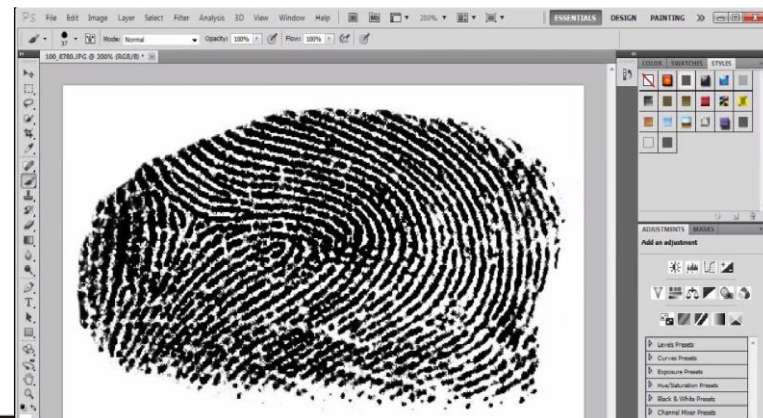 PS File Edit Image Layer Select Filter Analysis 3D View Window Help Mb 200% ESSENTIALS DESIGN PAINTING
37 Mode: Normal Opacity: 100% Flow: 100%
100_8780.JPG @ 200% (RGB/8) *
COLOR SWATCHES STYLES
ADJUSTMENTS MASKS
Add an adjustment
Levels Presets
Curves Presets
Exposure Presets
Hue/Saturation Presets
Black & White Presets
Channel Mixer Presets